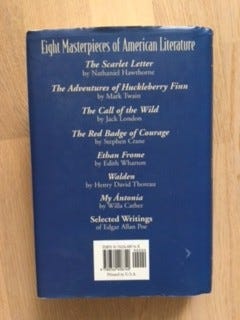 Eight Masterpieces of American Literature
The Scarlet Letter
by Nathaniel Hawthorne
The Adventures of Huckleberry Finn
by Mark Twain
The Call of the Wild
by Jack London
The Red Badge of Courage
by Stephen Crane
Ethan Frome
by Edith Wharton
Walden
by Henry David Thoreau
My Ántonia
by Willa Cather
Selected Writings
of Edgar Allan Poe
Printed in U.S.A.